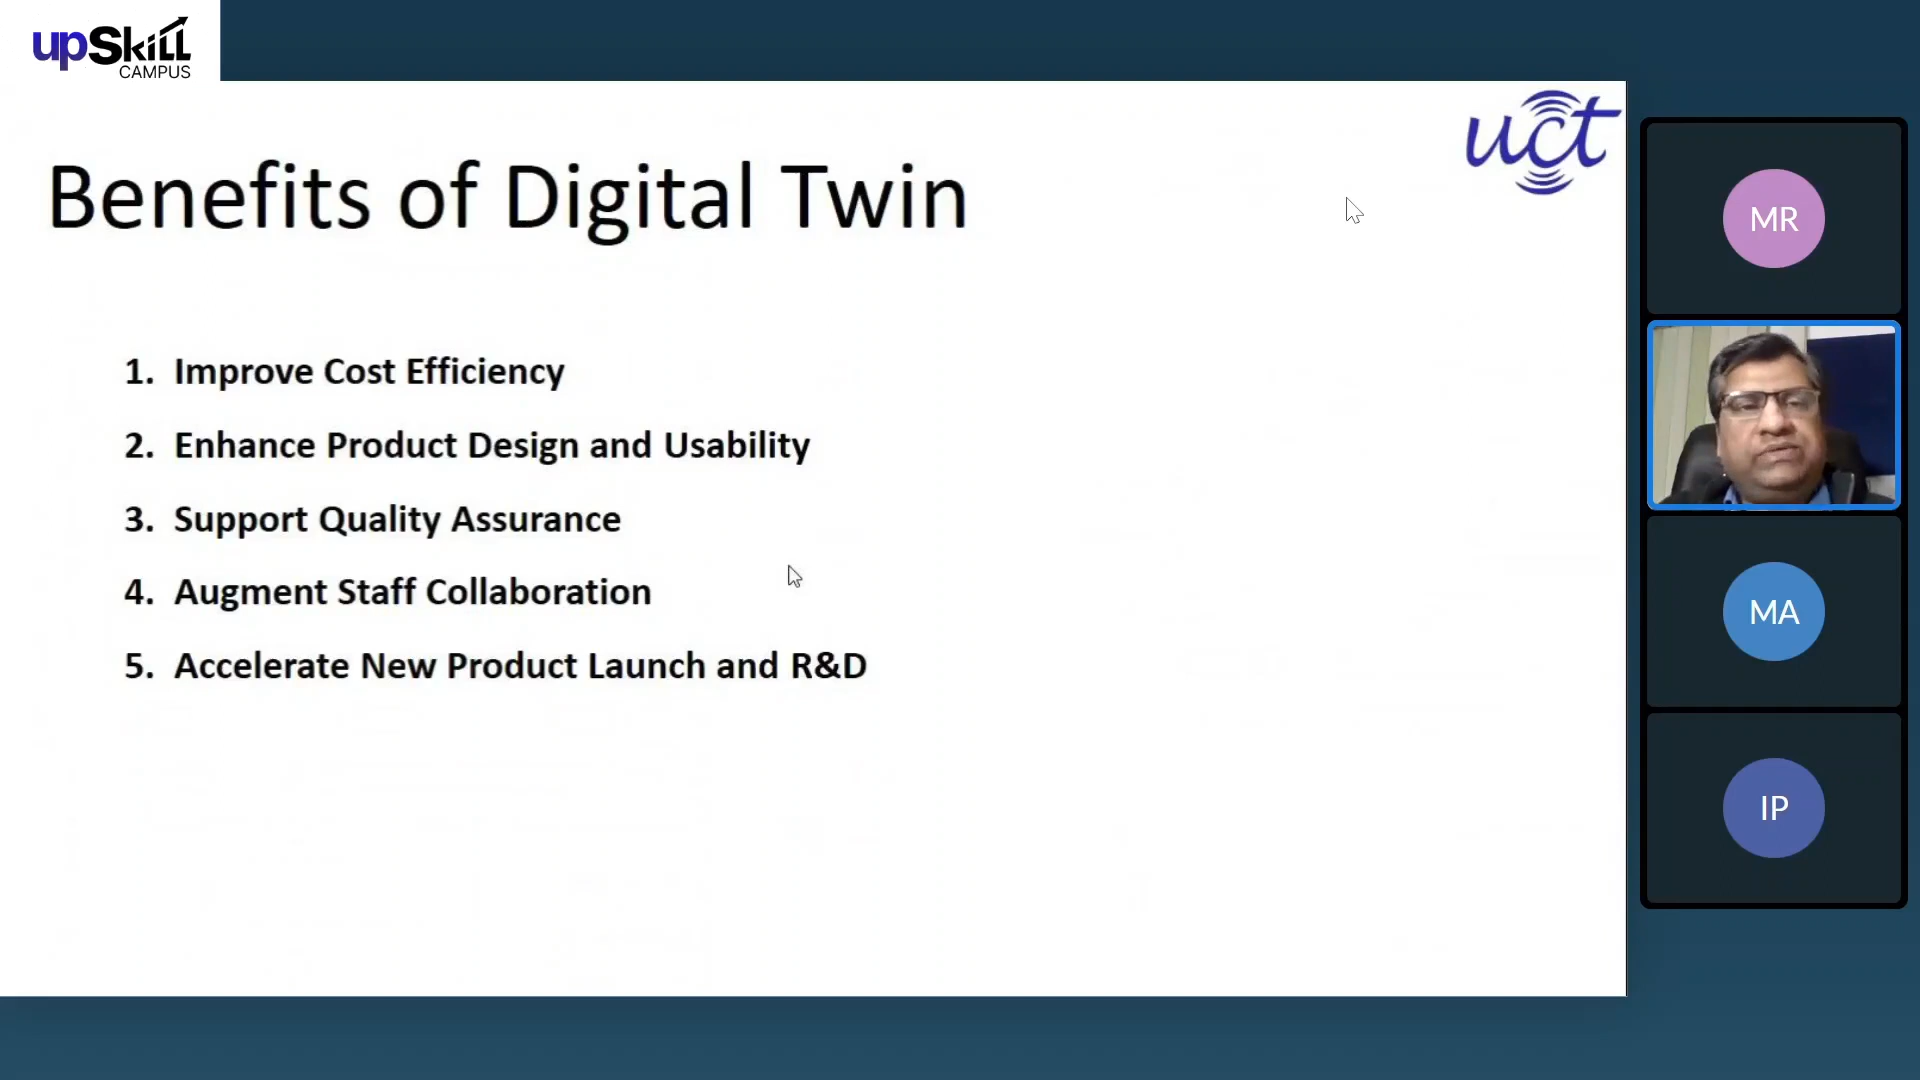 upSkill
CAMPUS
uct
Benefits of Digital Twin
1. Improve Cost Efficiency
2. Enhance Product Design and Usability
3. Support Quality Assurance
4. Augment Staff Collaboration
5. Accelerate New Product Launch and R&D
MR
MA
IP